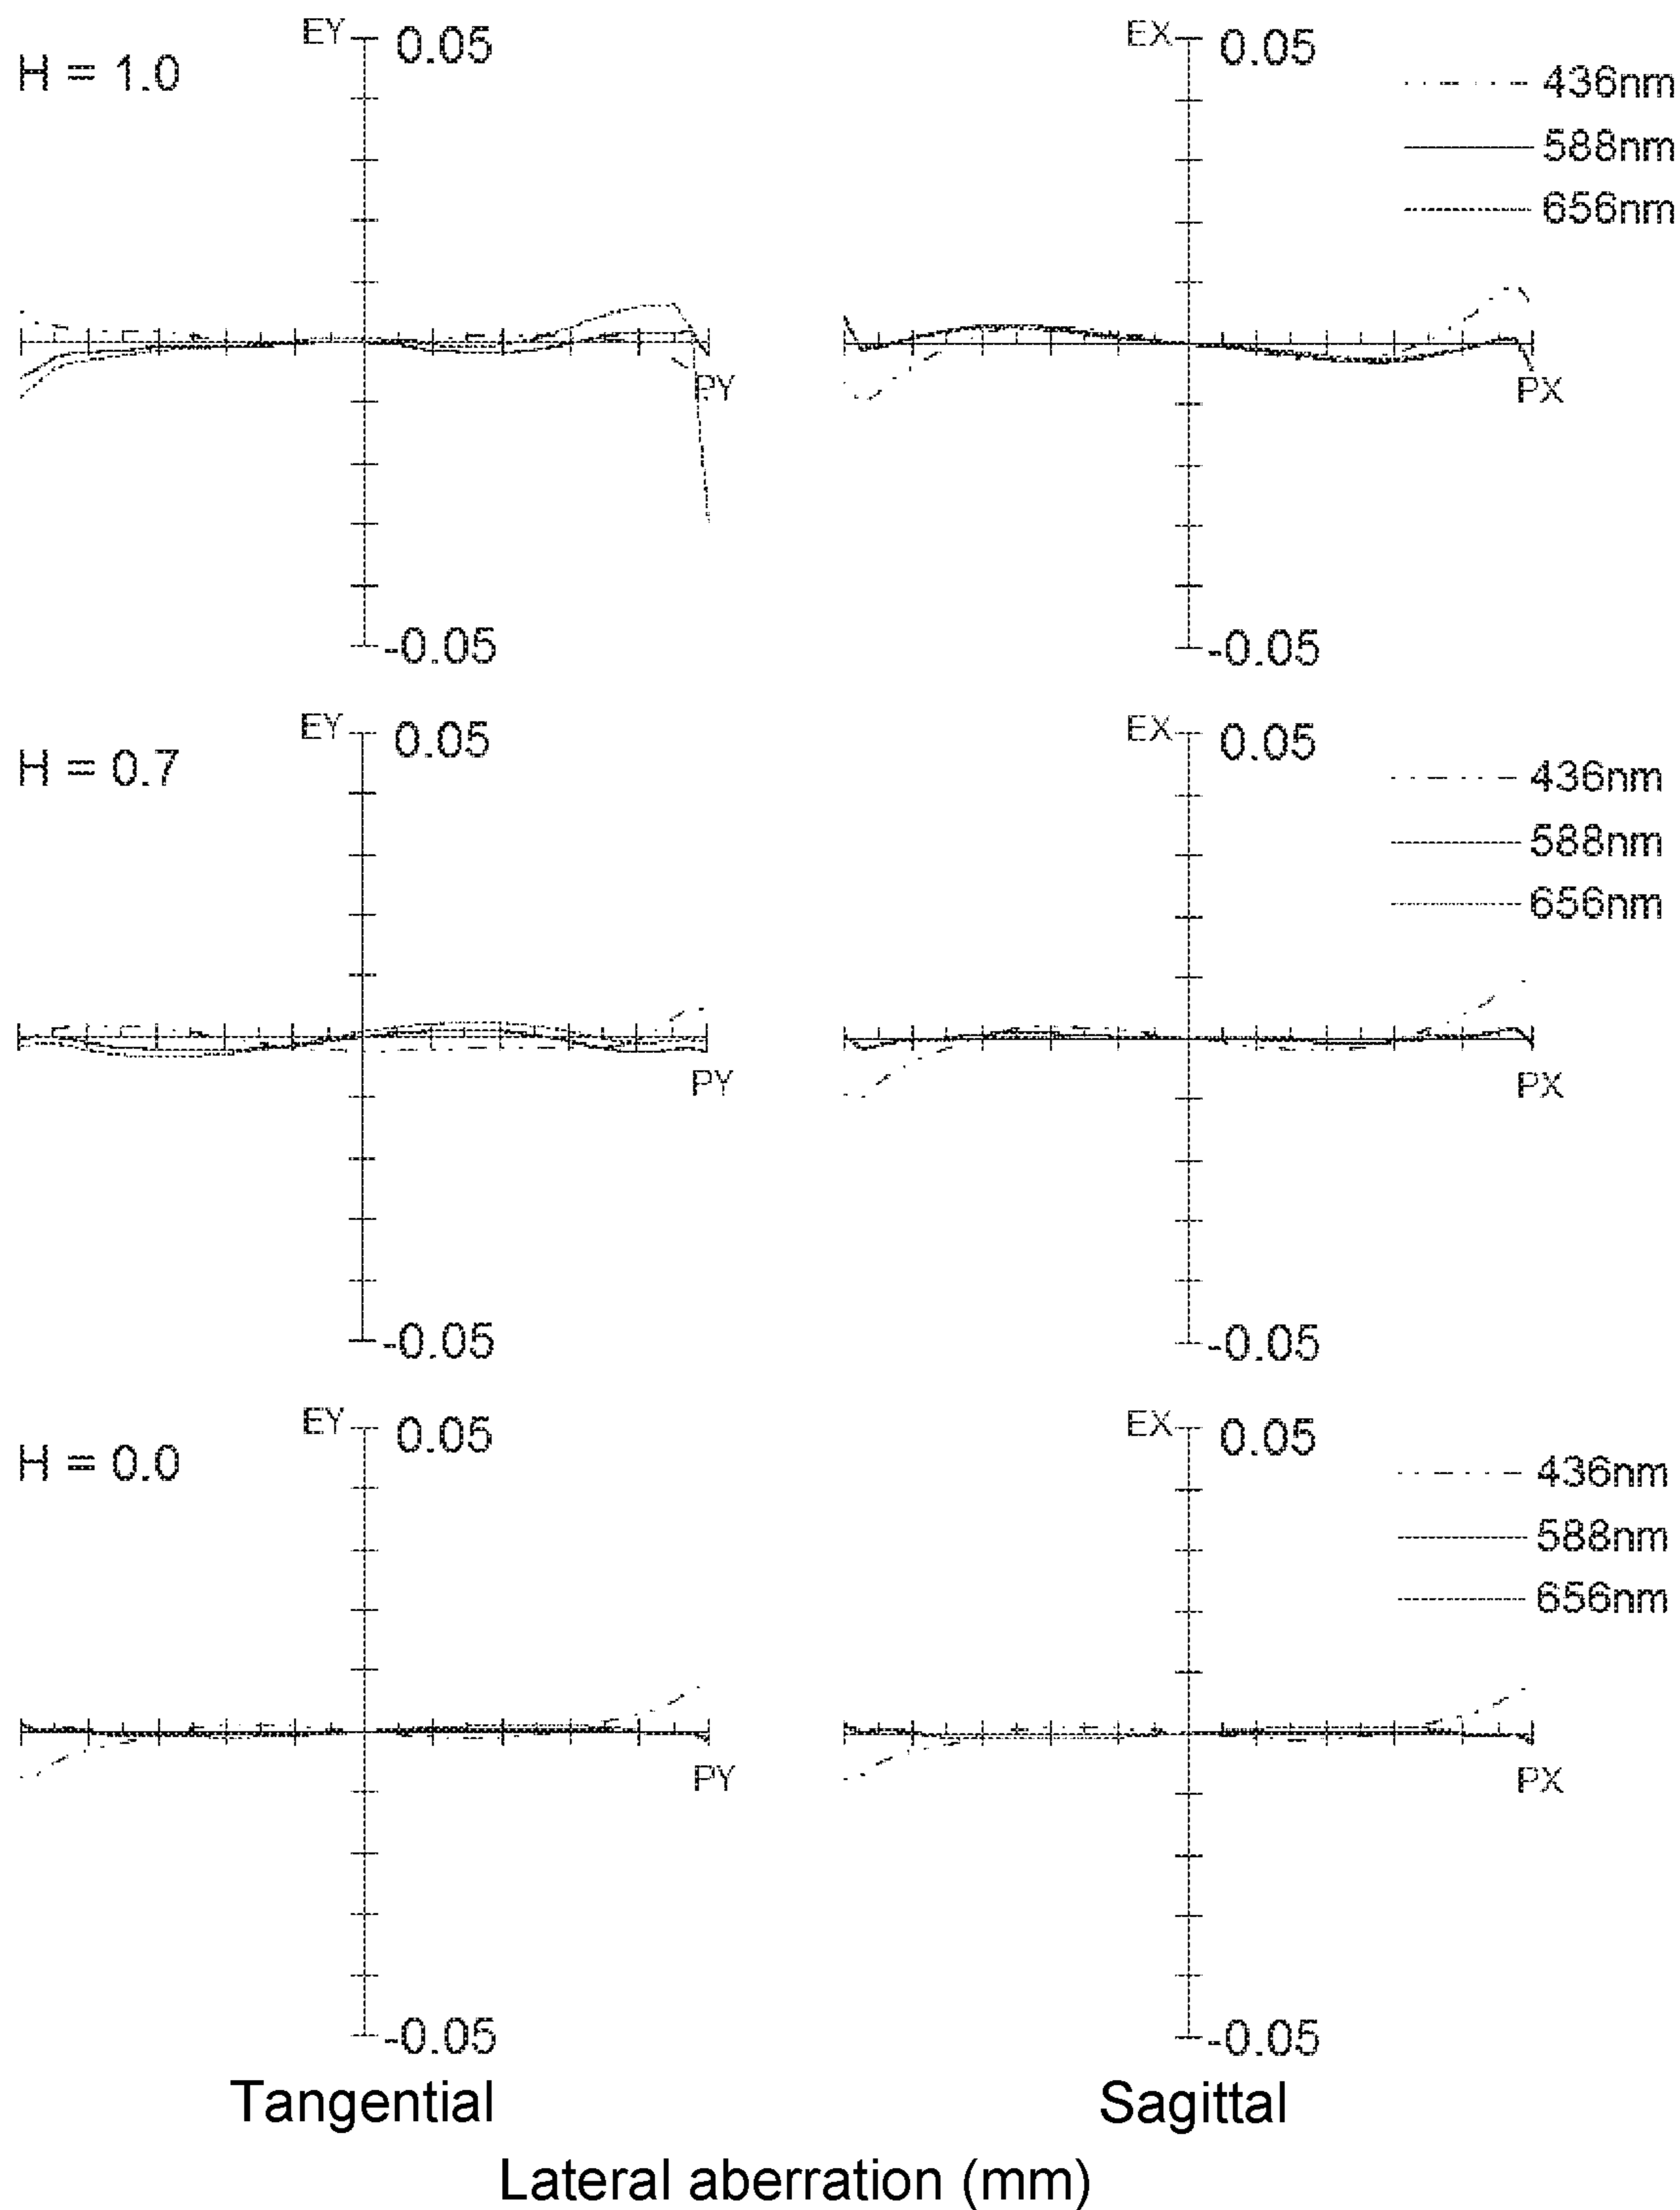 H = 1.0
EY 0.05
-0.05
PY
EX 0.05
-0.05
PX
436nm
588nm
656nm
H = 0.7
EY 0.05
-0.05
PY
EX 0.05
-0.05
PX
436nm
588nm
656nm
H = 0.0
EY 0.05
-0.05
PY
EX 0.05
-0.05
PX
436nm
588nm
656nm
Tangential
Sagittal
Lateral aberration (mm)